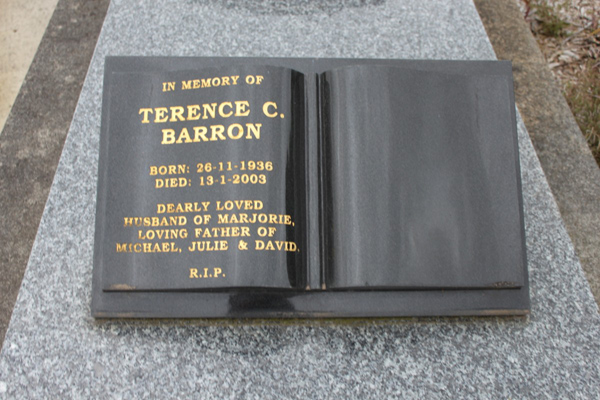 IN MEMORY OF
TERENCE C.
BARRON
BORN: 26-11-1936
DIED: 13-1-2003
DEARLY LOVED
HUSBAND OF MARJORIE,
LOVING FATHER OF
MICHAEL, JULIE & DAVID.
R.I.P.